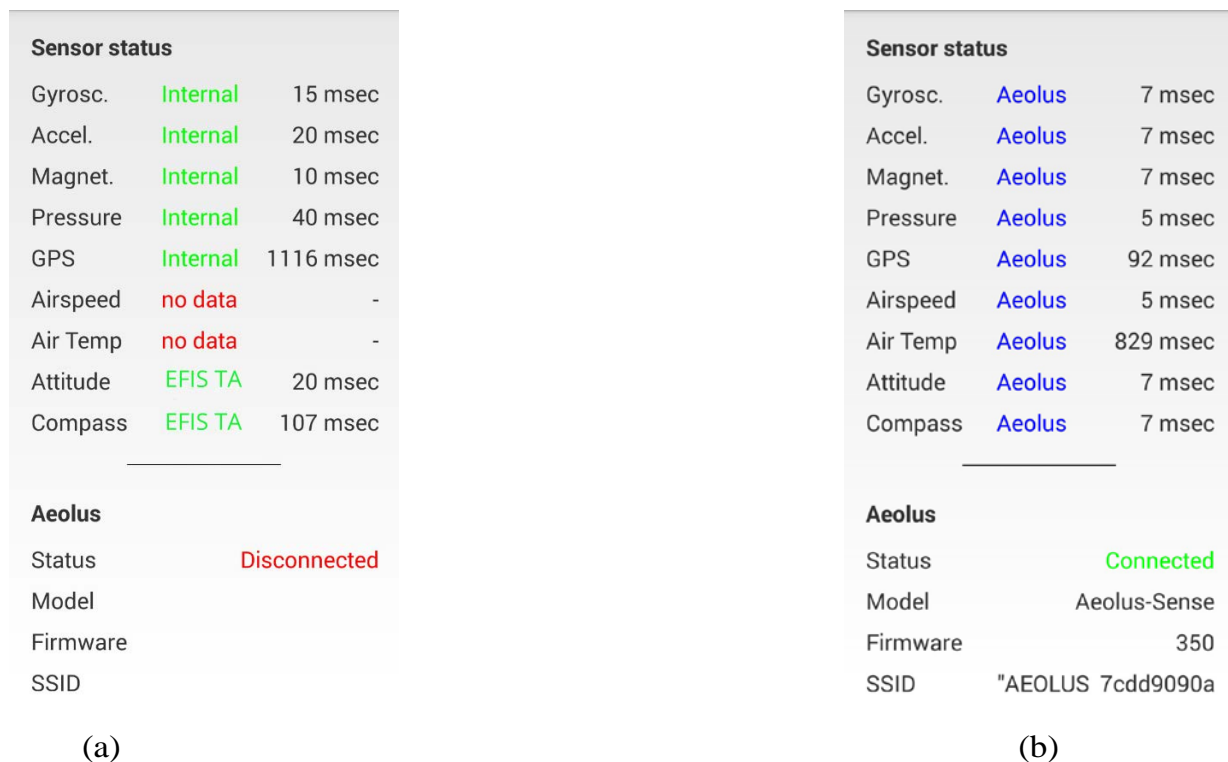 Sensor status
Gyrosc. Internal 15 msec
Accel. Internal 20 msec
Magnet. Internal 10 msec
Pressure Internal 40 msec
GPS Internal 1116 msec
Airspeed no data -
Air Temp no data -
Attitude EFIS TA 20 msec
Compass EFIS TA 107 msec
Aeolus
Status Disconnected
Model
Firmware
SSID
(a)
Sensor status
Gyrosc. Aeolus 7 msec
Accel. Aeolus 7 msec
Magnet. Aeolus 7 msec
Pressure Aeolus 5 msec
GPS Aeolus 92 msec
Airspeed Aeolus 5 msec
Air Temp Aeolus 829 msec
Attitude Aeolus 7 msec
Compass Aeolus 7 msec
Aeolus
Status Connected
Model Aeolus-Sense
Firmware 350
SSID "AEOLUS 7cdd9090a
(b)